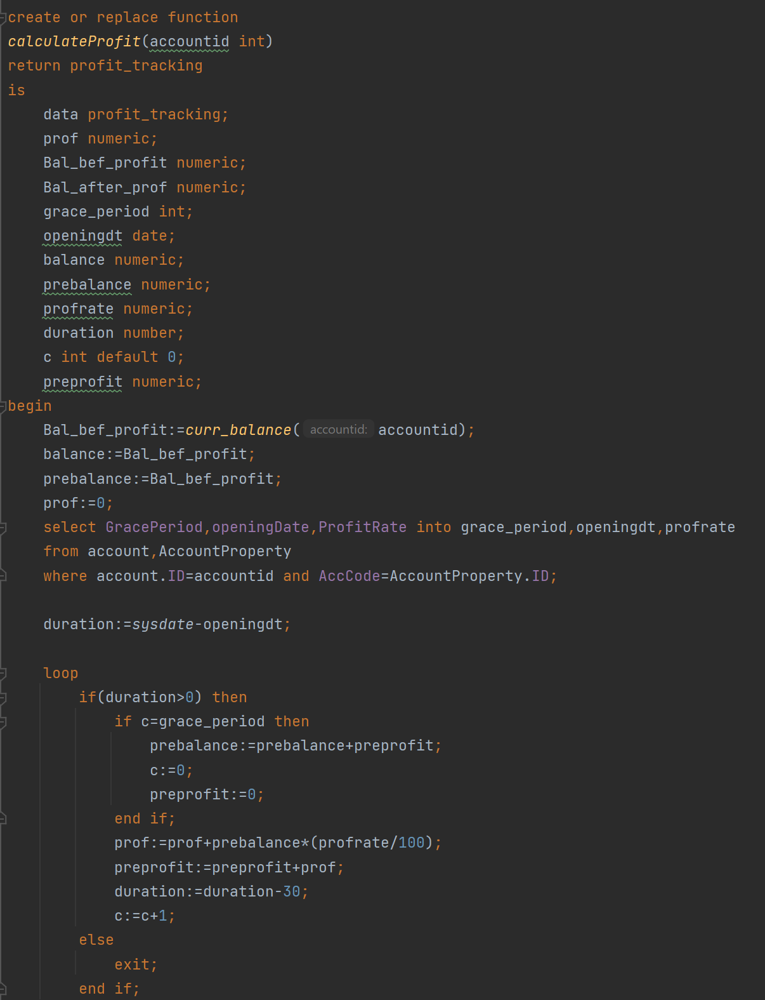 create or replace function
calculateProfit(accountid int)
return profit_tracking
is
    data profit_tracking;
    prof numeric;
    Bal_bef_profit numeric;
    Bal_after_prof numeric;
    grace_period int;
    openingdt date;
    balance numeric;
    prebalance numeric;
    profrate numeric;
    duration number;
    c int default 0;
    preprofit numeric;
begin
    Bal_bef_profit:=curr_balance( accountid: accountid);
    balance:=Bal_bef_profit;
    prebalance:=Bal_bef_profit;
    prof:=0;
    select GracePeriod,openingDate,ProfitRate into grace_period,openingdt,profrate
    from account,AccountProperty
    where account.ID=accountid and AccCode=AccountProperty.ID;

    duration:=sysdate-openingdt;

    loop
        if(duration>0) then
            if c=grace_period then
                prebalance:=prebalance+preprofit;
                c:=0;
                preprofit:=0;
            end if;
            prof:=prof+prebalance*(profrate/100);
            preprofit:=preprofit+prof;
            duration:=duration-30;
            c:=c+1;
        else
            exit;
        end if;